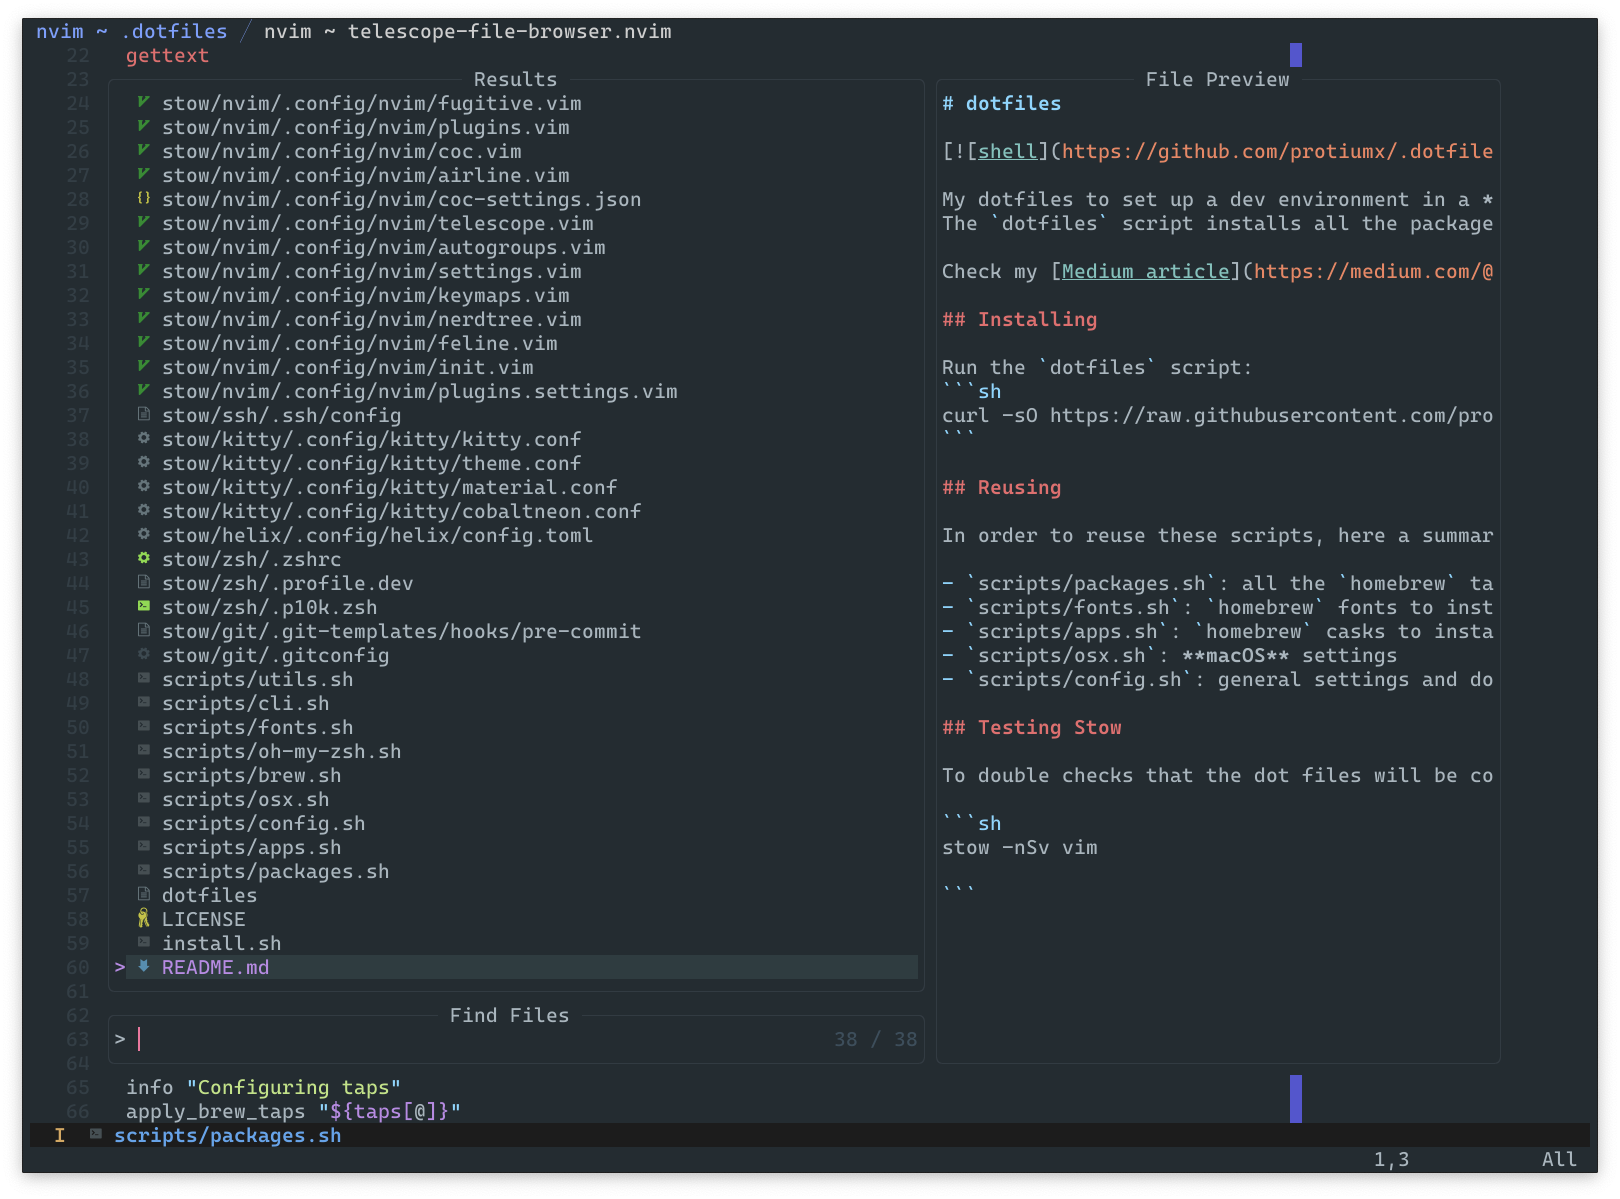 nvim ~ .dotfiles / nvim ~ telescope-file-browser.nvim
22 gettext
23 Results
24 stow/nvim/.config/nvim/fugitive.vim
25 stow/nvim/.config/nvim/plugins.vim
26 stow/nvim/.config/nvim/coc.vim
27 stow/nvim/.config/nvim/airline.vim
28 {} stow/nvim/.config/nvim/coc-settings.json
29 stow/nvim/.config/nvim/telescope.vim
30 stow/nvim/.config/nvim/autogroups.vim
31 stow/nvim/.config/nvim/settings.vim
32 stow/nvim/.config/nvim/keymaps.vim
33 stow/nvim/.config/nvim/nerdtree.vim
34 stow/nvim/.config/nvim/feline.vim
35 stow/nvim/.config/nvim/init.vim
36 stow/nvim/.config/nvim/plugins.settings.vim
37 stow/ssh/.ssh/config
38 stow/kitty/.config/kitty/kitty.conf
39 stow/kitty/.config/kitty/theme.conf
40 stow/kitty/.config/kitty/material.conf
41 stow/kitty/.config/kitty/cobaltneon.conf
42 stow/helix/.config/helix/config.toml
43 stow/zsh/.zshrc
44 stow/zsh/.profile.dev
45 stow/zsh/.p10k.zsh
46 stow/git/.git-templates/hooks/pre-commit
47 stow/git/.gitconfig
48 scripts/utils.sh
49 scripts/cli.sh
50 scripts/fonts.sh
51 scripts/oh-my-zsh.sh
52 scripts/brew.sh
53 scripts/osx.sh
54 scripts/config.sh
55 scripts/apps.sh
56 scripts/packages.sh
57 dotfiles
58 LICENSE
59 install.sh
60 > README.md
61
62 Find Files
63 > 38 / 38
64
File Preview
# dotfiles
[![shell](https://github.com/protiumx/.dotfile
My dotfiles to set up a dev environment in a *
The `dotfiles` script installs all the package
Check my [Medium article](https://medium.com/@
## Installing
Run the `dotfiles` script:
```sh
curl -sO https://raw.githubusercontent.com/pro
```
## Reusing
In order to reuse these scripts, here a summar
- `scripts/packages.sh`: all the `homebrew` ta
- `scripts/fonts.sh`: `homebrew` fonts to inst
- `scripts/apps.sh`: `homebrew` casks to insta
- `scripts/osx.sh`: **macOS** settings
- `scripts/config.sh`: general settings and do
## Testing Stow
To double checks that the dot files will be co
```sh
stow -nSv vim
```
65 info "Configuring taps"
66 apply_brew_taps "${taps[@]}"
I scripts/packages.sh
1,3 All